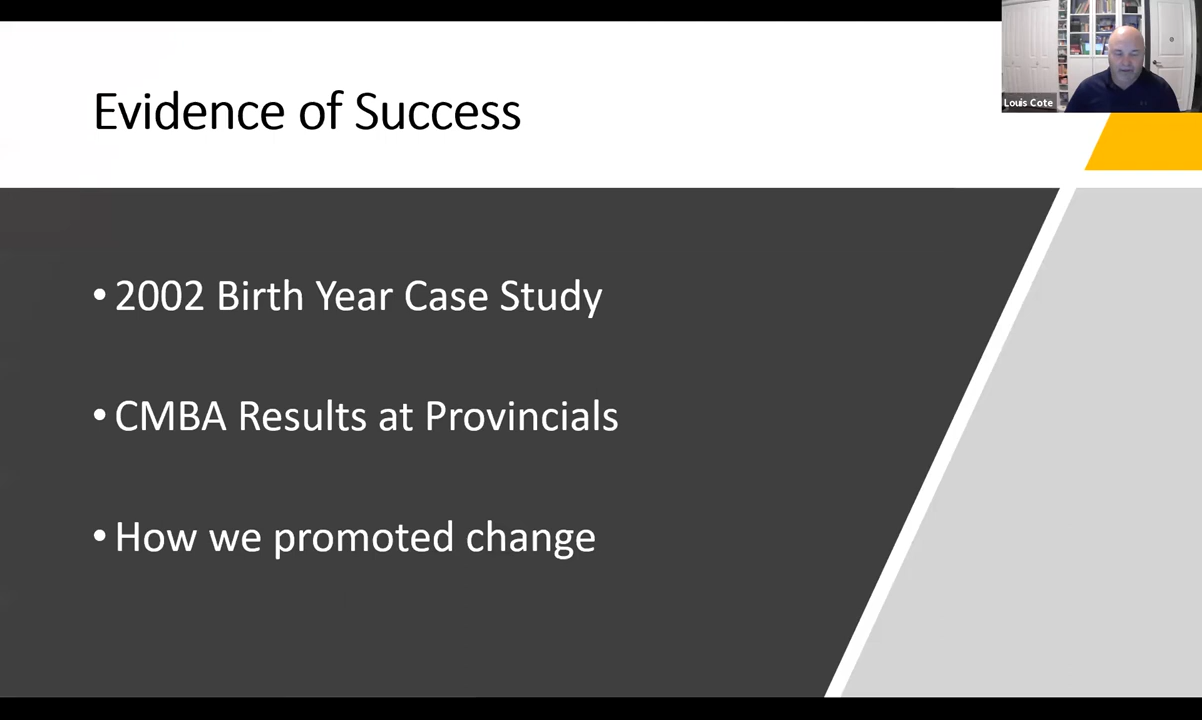 Louis Cote
Evidence of Success
• 2002 Birth Year Case Study
• CMBA Results at Provincials
• How we promoted change